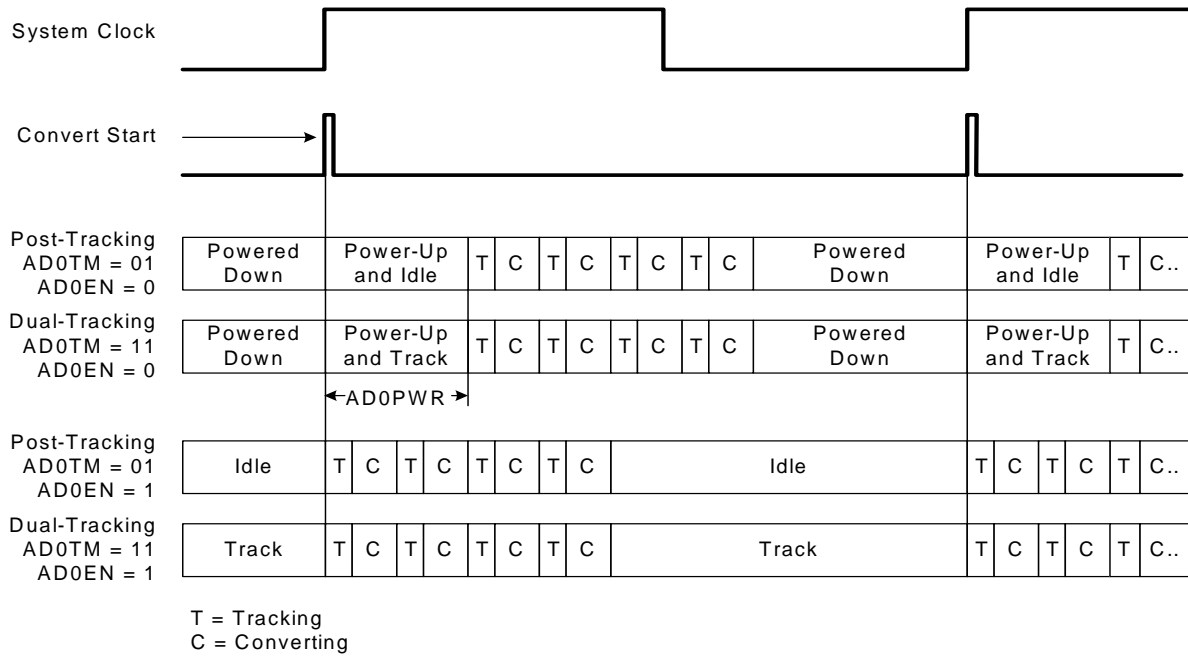 System Clock
Convert Start
Post-Tracking
AD0TM = 01
AD0EN = 0
Powered
Down
Power-Up
and Idle
T C T C T C T C
Powered
Down
Power-Up
and Idle
T C..
Dual-Tracking
AD0TM = 11
AD0EN = 0
Powered
Down
Power-Up
and Track
T C T C T C T C
Powered
Down
Power-Up
and Track
T C..
AD0PWR
Post-Tracking
AD0TM = 01
AD0EN = 1
Idle T C T C T C T C Idle T C T C T C..
Dual-Tracking
AD0TM = 11
AD0EN = 1
Track T C T C T C T C Track T C T C T C..
T = Tracking
C = Converting